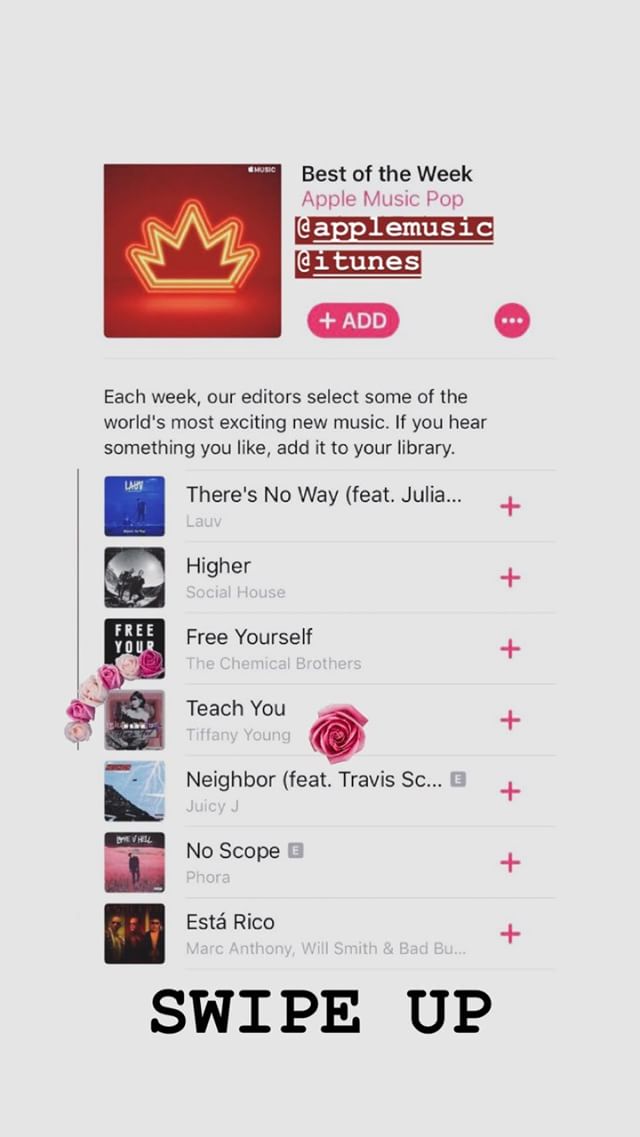 MUSIC
Best of the Week
Apple Music Pop
@applemusic
@itunes
+ ADD
Each week, our editors select some of the
world's most exciting new music. If you hear
something you like, add it to your library.
LAUV
There's No Way (feat. Julia...
Lauv
Higher
Social House
FREE
YOUR
Free Yourself
The Chemical Brothers
Teach You
Tiffany Young
Neighbor (feat. Travis Sc... E
Juicy J
No Scope E
Phora
Está Rico
Marc Anthony, Will Smith & Bad Bu...
SWIPE UP